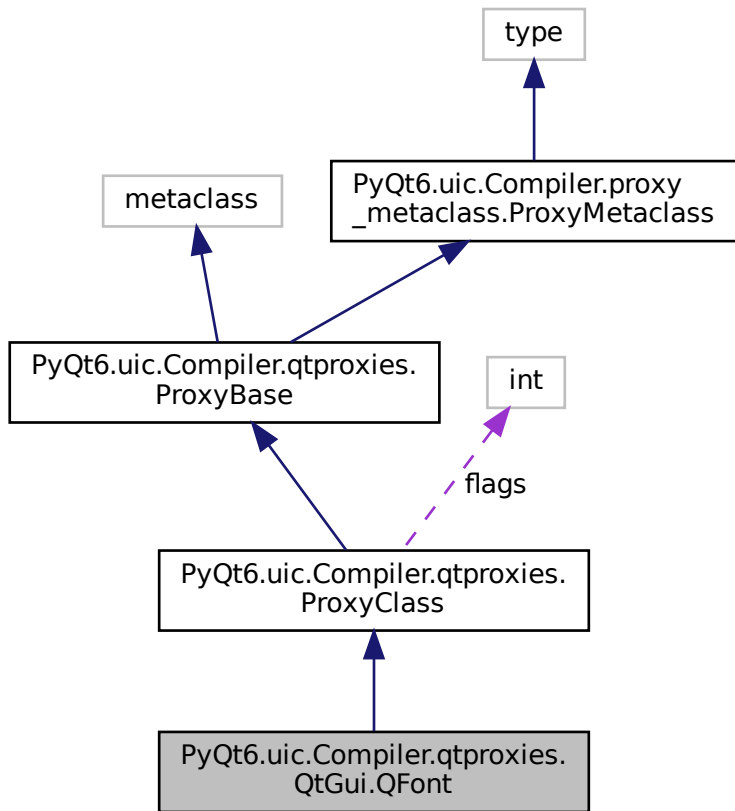 type
PyQt6.uic.Compiler.proxy
_metaclass.ProxyMetaclass
metaclass
PyQt6.uic.Compiler.qtproxies.
ProxyBase
int
flags
PyQt6.uic.Compiler.qtproxies.
ProxyClass
PyQt6.uic.Compiler.qtproxies.
QtGui.QFont